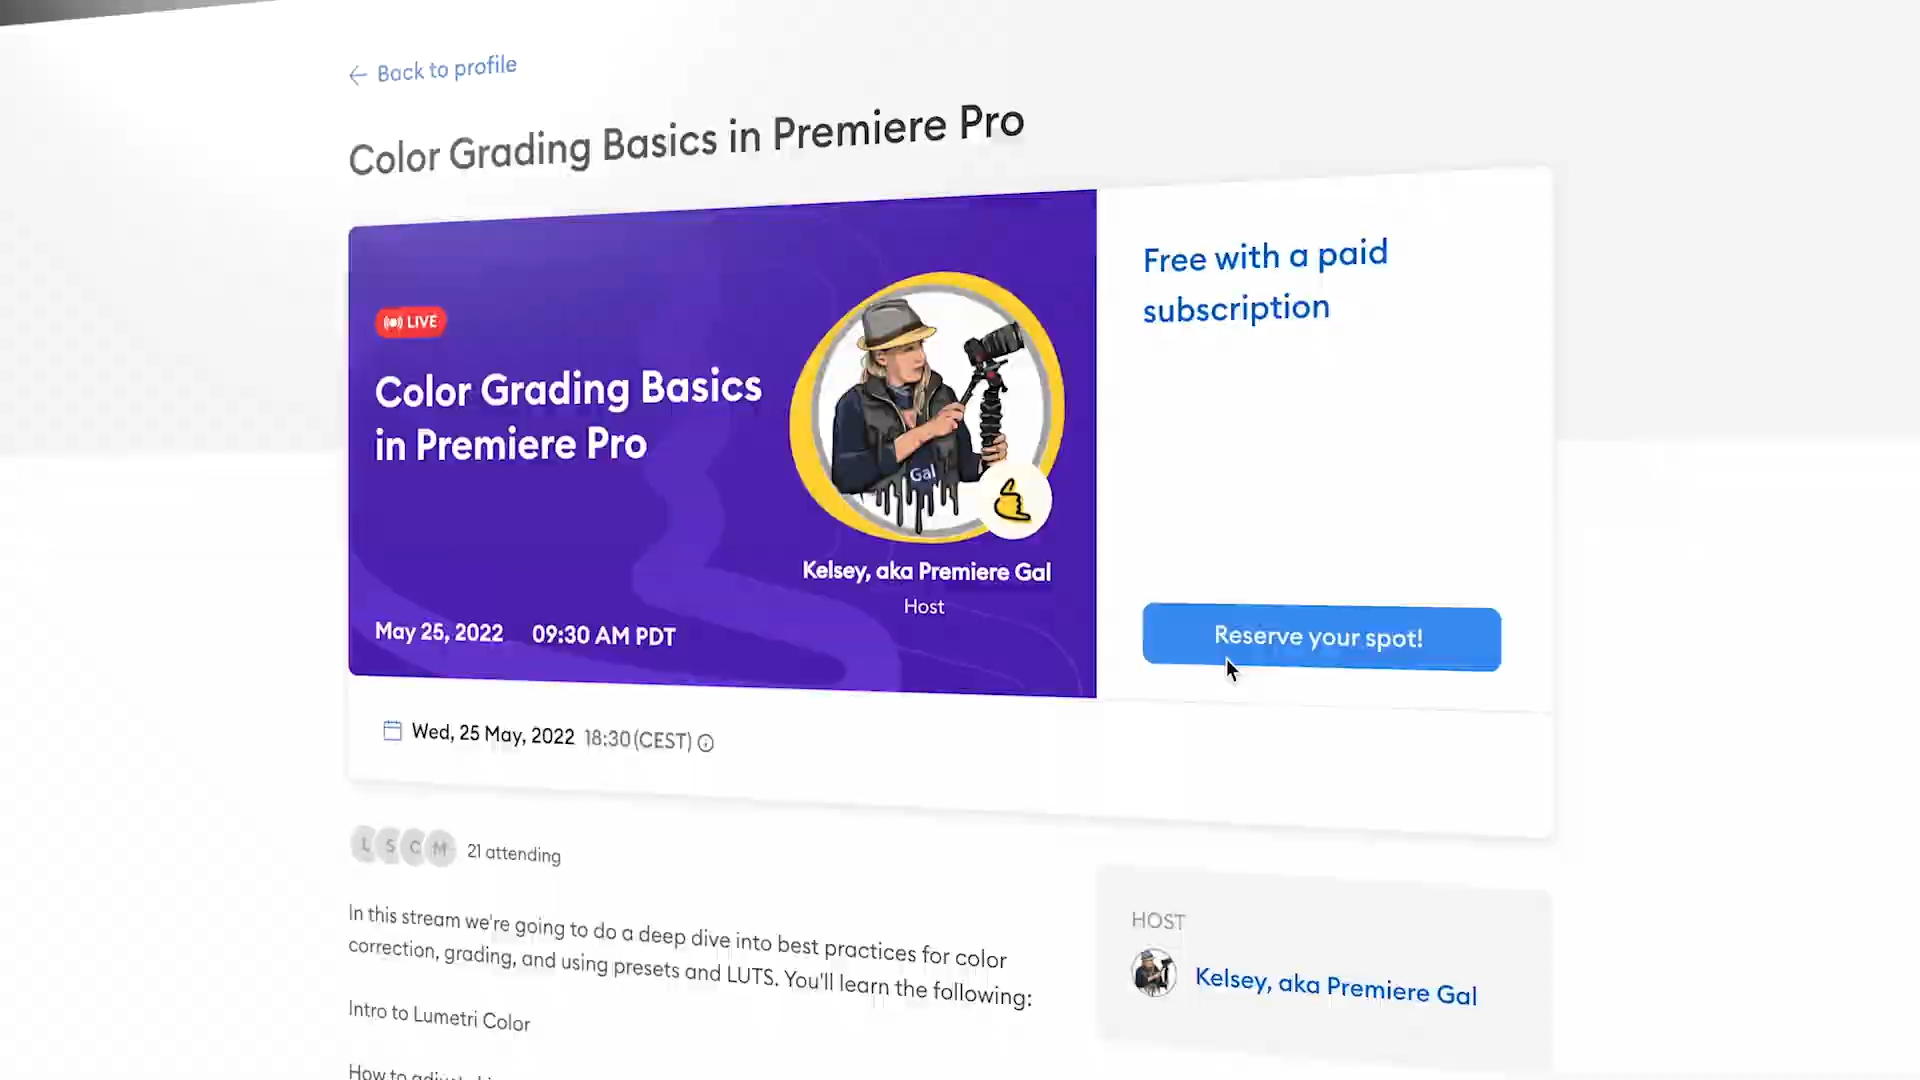 Back to profile
Color Grading Basics in Premiere Pro
LIVE
Color Grading Basics
in Premiere Pro
Gal
Kelsey, aka Premiere Gal
Host
May 25, 2022 09:30 AM PDT
Free with a paid
subscription
Reserve your spot!
Wed, 25 May, 2022 18:30(CEST)
L S C M 21 attending
In this stream we're going to do a deep dive into best practices for color
correction, grading, and using presets and LUTS. You'll learn the following:
Intro to Lumetri Color
How to
HOST
Kelsey, aka Premiere Gal